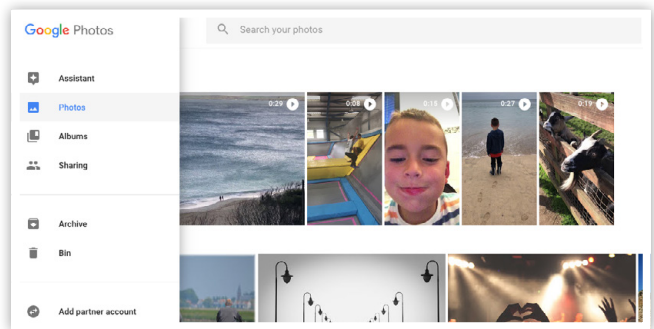 Google Photos
Search your photos
Assistant
Photos
0:29
0:08
0:18
0:27
0:19
Albums
Sharing
Archive
Bin
Add partner account